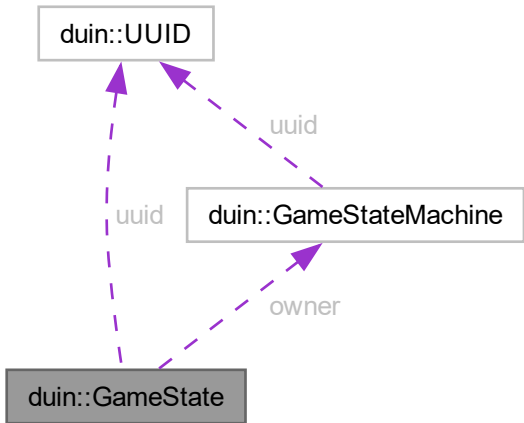 duin::UUID
uuid
uuid
duin::GameStateMachine
owner
duin::GameState